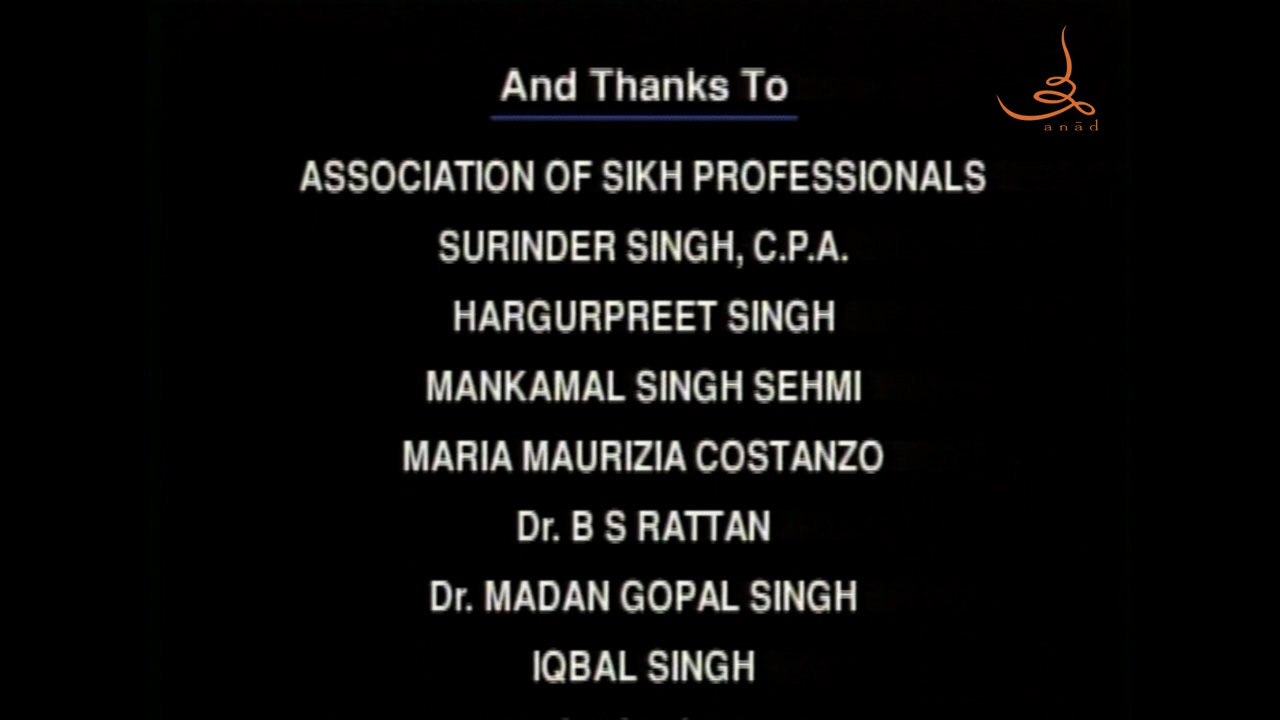 And Thanks To
anād
ASSOCIATION OF SIKH PROFESSIONALS
SURINDER SINGH, C.P.A.
HARGURPREET SINGH
MANKAMAL SINGH SEHMI
MARIA MAURIZIA COSTANZO
Dr. B S RATTAN
Dr. MADAN GOPAL SINGH
IQBAL SINGH